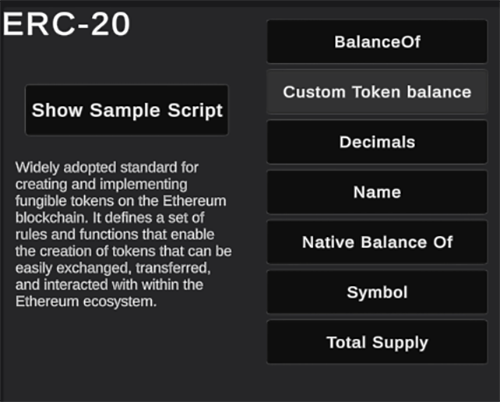 ERC-20
Show Sample Script
Widely adopted standard for
creating and implementing
fungible tokens on the Ethereum
blockchain. It defines a set of
rules and functions that enable
the creation of tokens that can be
easily exchanged, transferred,
and interacted with within the
Ethereum ecosystem.
BalanceOf
Custom Token balance
Decimals
Name
Native Balance Of
Symbol
Total Supply